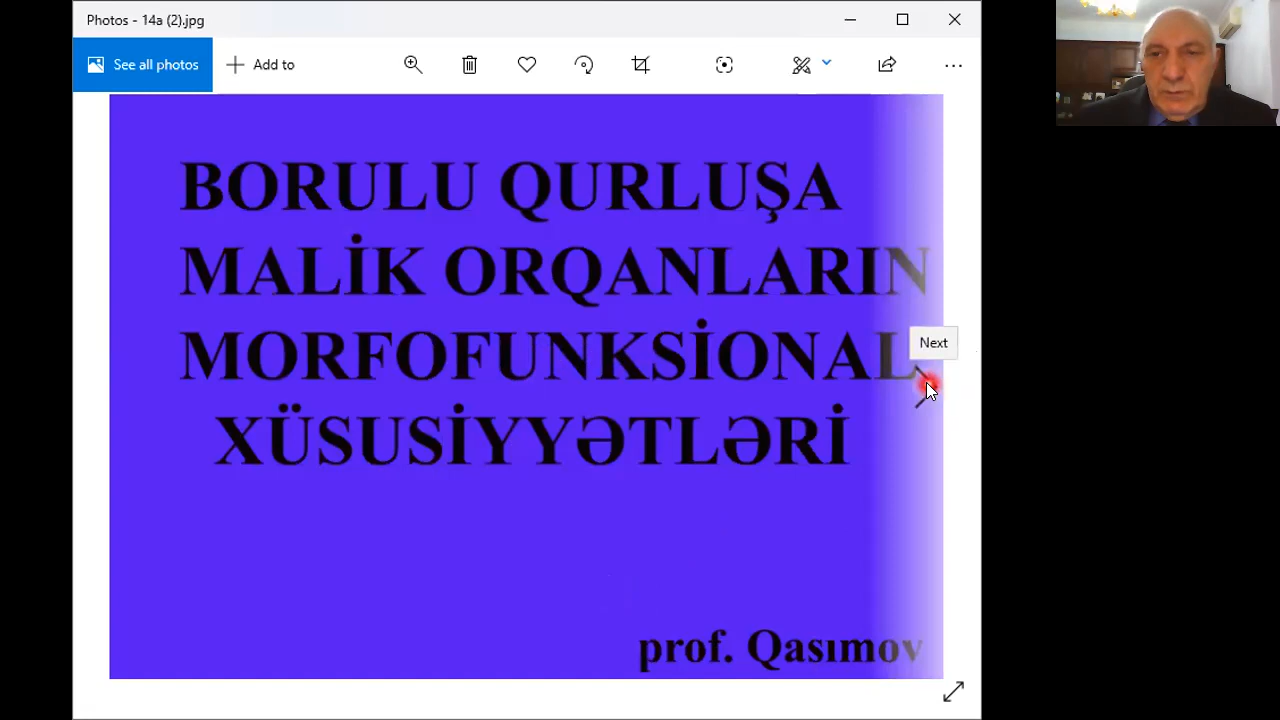 Photos - 14a (2).jpg
See all photos
Add to
BORULU QURLUŞA
MALİK ORQANLARIN
MORFOFUNKSİONAL
Next
XÜSUSİYYƏTLƏRİ
prof. Qasımov